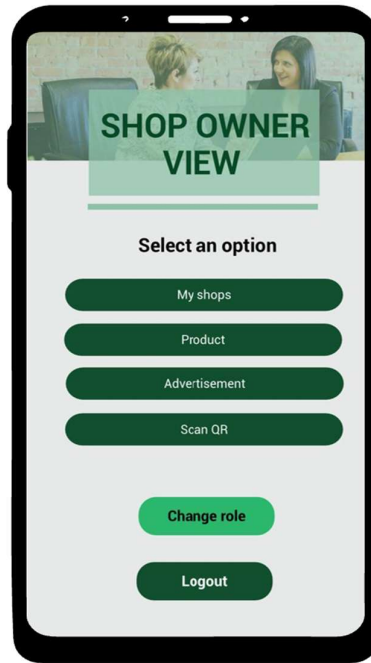 SHOP OWNER
VIEW
Select an option
My shops
Product
Advertisement
Scan QR
Change role
Logout